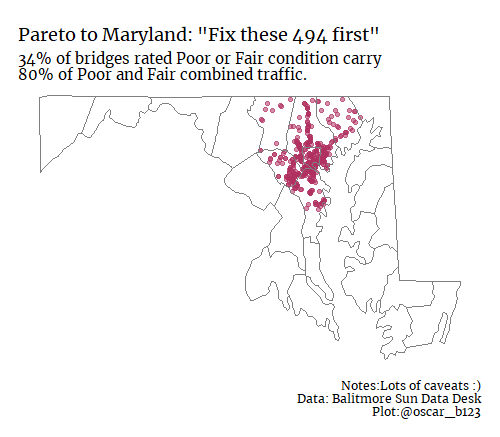 Pareto to Maryland: "Fix these 494 first"
34% of bridges rated Poor or Fair condition carry
80% of Poor and Fair combined traffic.
Notes:Lots of caveats :)
Data: Balitmore Sun Data Desk
Plot:@oscar_b123